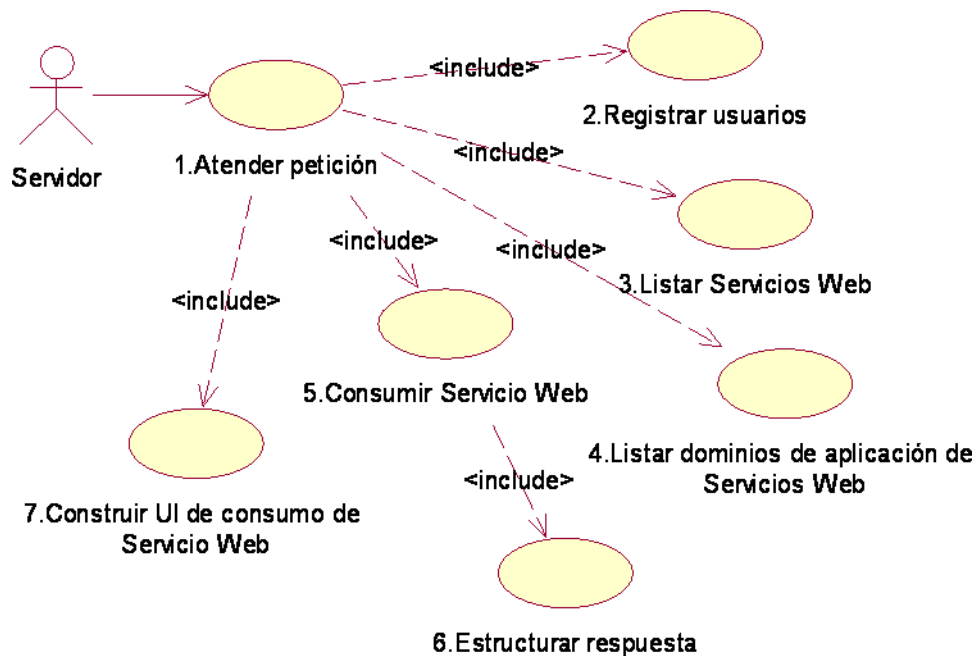 <include>
2.Registrar usuarios
Servidor
1.Atender petición
<include>
<include>
<include>
3.Listar Servicios Web
<include>
5.Consumir Servicio Web
4.Listar dominios de aplicación de
Servicios Web
<include>
7.Construir UI de consumo de
Servicio Web
6.Estructurar respuesta